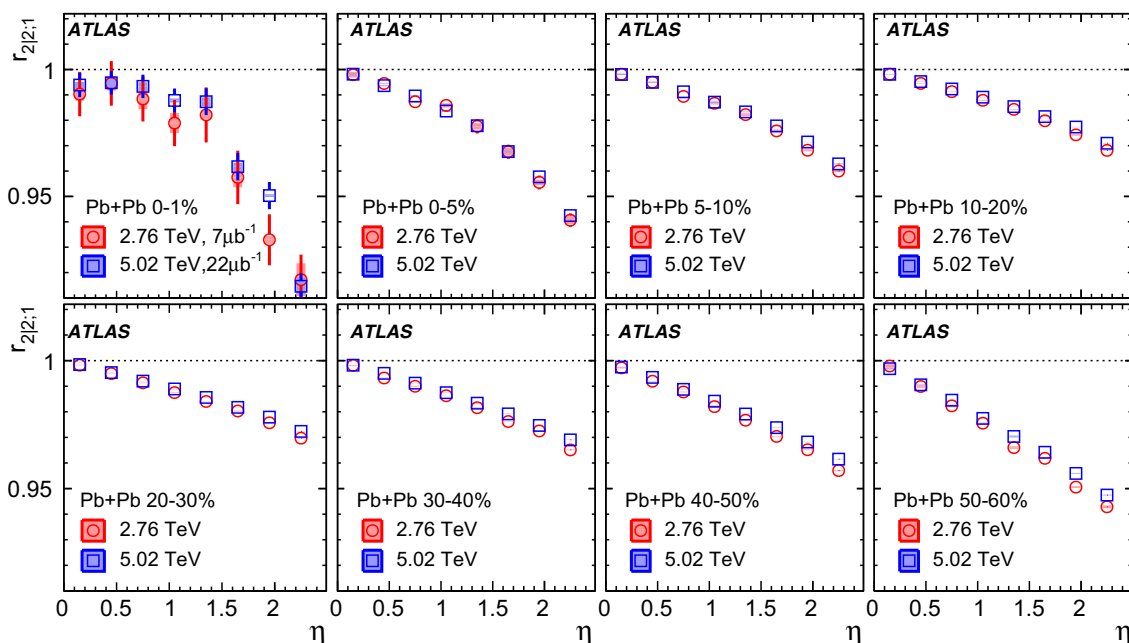 r2|2;1
ATLAS
ATLAS
ATLAS
ATLAS
1
0.95
Pb+Pb 0-1%
2.76 TeV, 7μb-1
5.02 TeV,22μb-1
Pb+Pb 0-5%
2.76 TeV
5.02 TeV
Pb+Pb 5-10%
2.76 TeV
5.02 TeV
Pb+Pb 10-20%
2.76 TeV
5.02 TeV
r2|2;1
ATLAS
ATLAS
ATLAS
ATLAS
1
0.95
Pb+Pb 20-30%
2.76 TeV
5.02 TeV
Pb+Pb 30-40%
2.76 TeV
5.02 TeV
Pb+Pb 40-50%
2.76 TeV
5.02 TeV
Pb+Pb 50-60%
2.76 TeV
5.02 TeV
0 0.5 1 1.5 2
0 0.5 1 1.5 2
0 0.5 1 1.5 2
0 0.5 1 1.5 2
η
η
η
η